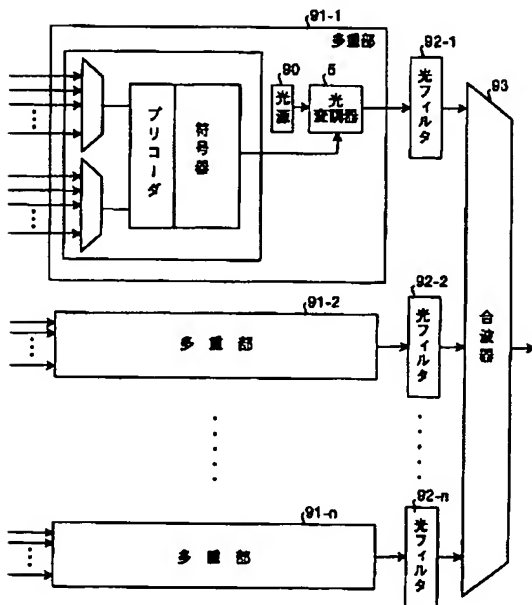 91-1
多重部
92-1
90
5
93
光源
光変調器
光フィルタ
プリコーダ
符号器
91-2
92-2
多重部
光フィルタ
合波器
91-n
92-n
多重部
光フィルタ